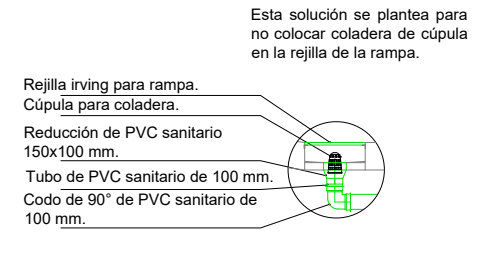 Esta solución se plantea para
no colocar coladera de cúpula
en la rejilla de la rampa.
Rejilla irving para rampa.
Cúpula para coladera.
Reducción de PVC sanitario
150x100 mm.
Tubo de PVC sanitario de 100 mm.
Codo de 90° de PVC sanitario de
100 mm.